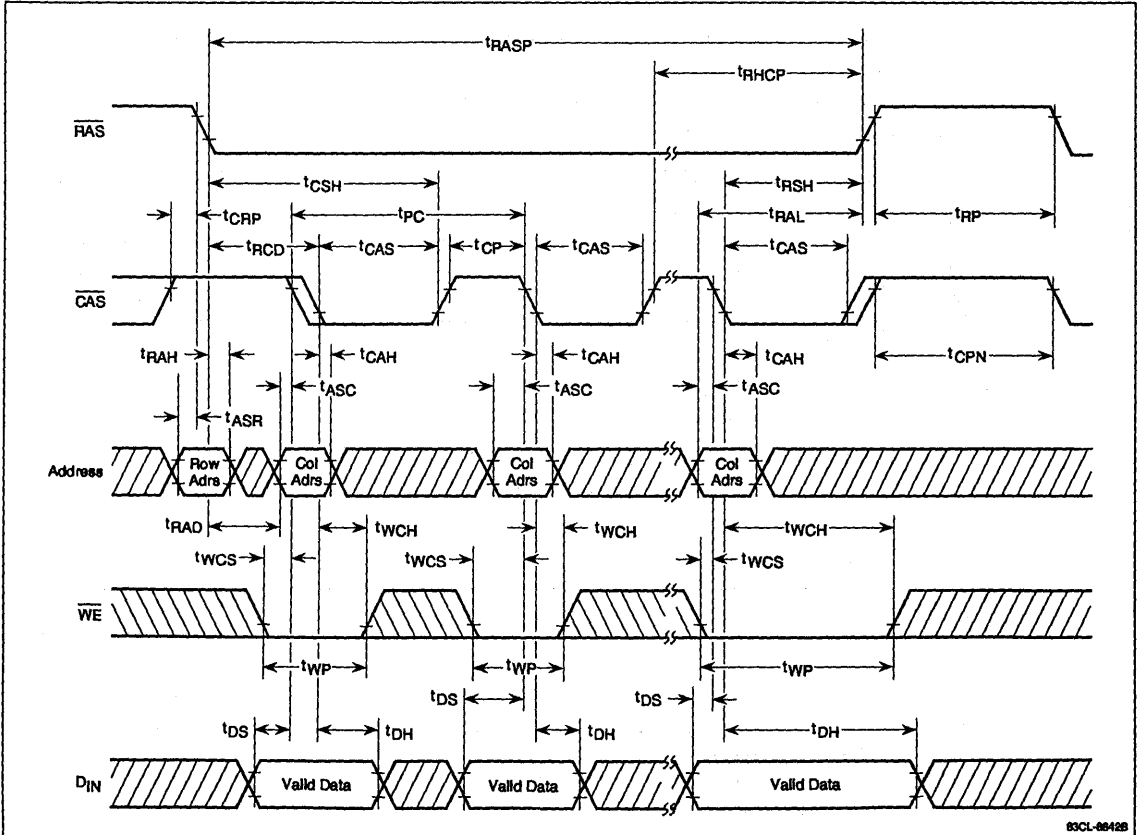 tRASP
tRHCP
RAS
tCSH
tRSH
tCRP
tPC
tRAL
tRP
tRCD
tCAS
tCP
tCAS
tCAS
CAS
tRAH
tCAH
tCAH
tCAH
tCPN
tASC
tASC
tASC
tASR
Address
Row Adrs
Col Adrs
Col Adrs
Col Adrs
tRAD
tWCH
tWCH
tWCH
tWCS
tWCS
tWCS
WE
tWP
tWP
tWP
tDS
tDS
tDS
tDH
tDH
tDH
DIN
Valid Data
Valid Data
Valid Data
83CL-6642B